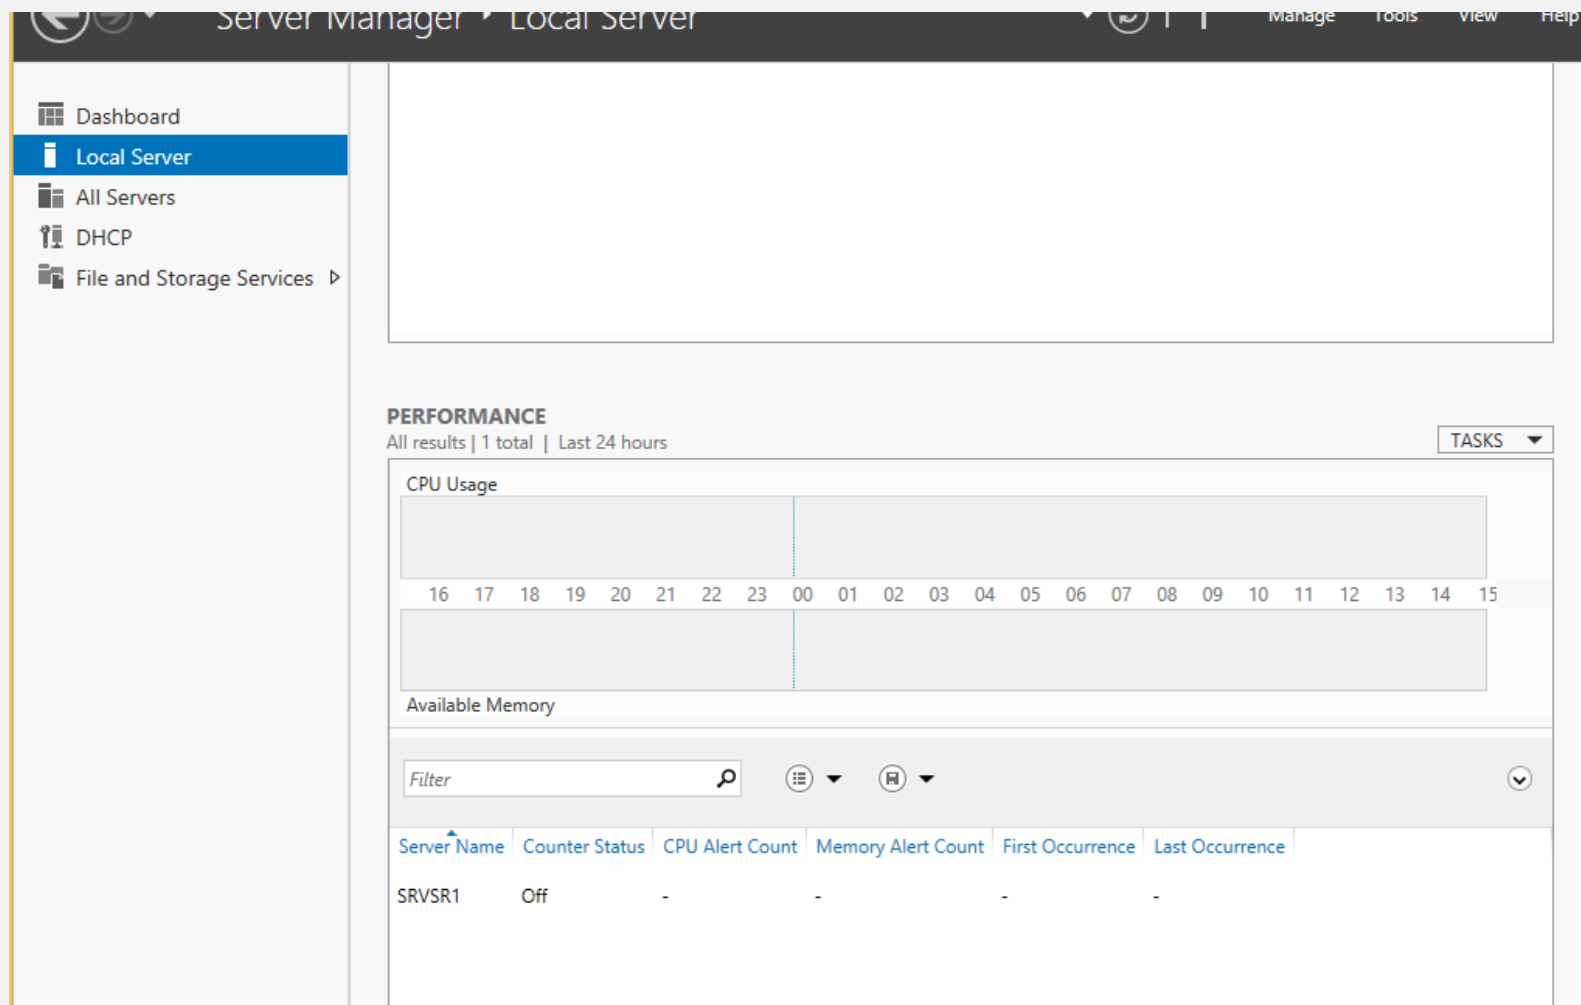 Server Manager ‣ Local Server
Manage Tools View Help
Dashboard
Local Server
All Servers
DHCP
File and Storage Services
PERFORMANCE
All results | 1 total | Last 24 hours
TASKS
CPU Usage
16 17 18 19 20 21 22 23 00 01 02 03 04 05 06 07 08 09 10 11 12 13 14 15
Available Memory
Filter
Server Name Counter Status CPU Alert Count Memory Alert Count First Occurrence Last Occurrence
SRVSR1 Off - - - -